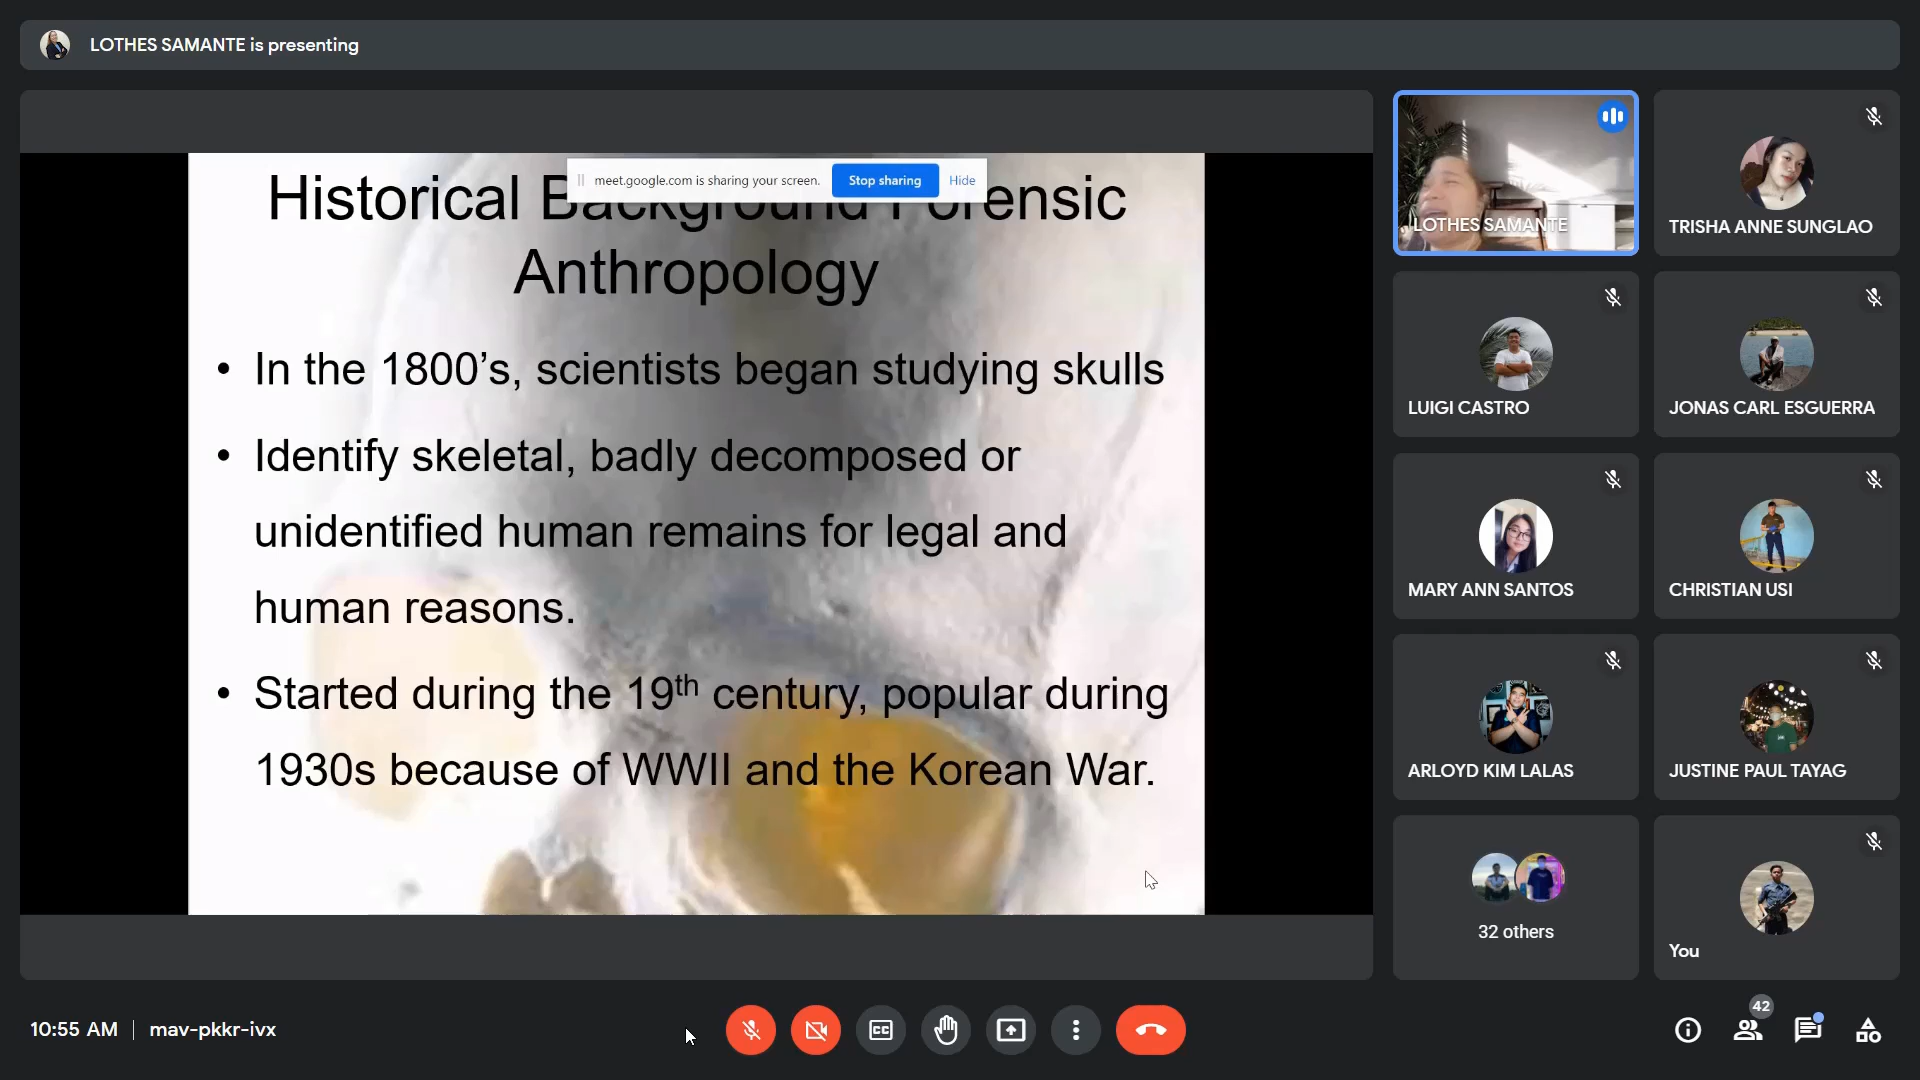 LOTHES SAMANTE is presenting
meet.google.com is sharing your screen.
Stop sharing
Hide
Historical Background Forensic
Anthropology
• In the 1800's, scientists began studying skulls
• Identify skeletal, badly decomposed or
unidentified human remains for legal and
human reasons.
• Started during the 19th century, popular during
1930s because of WWII and the Korean War.
LOTHES SAMANTE
TRISHA ANNE SUNGLAO
LUIGI CASTRO
JONAS CARL ESGUERRA
MARY ANN SANTOS
CHRISTIAN USI
ARLOYD KIM LALAS
JUSTINE PAUL TAYAG
32 others
You
10:55 AM | mav-pkkr-ivx
CC
42